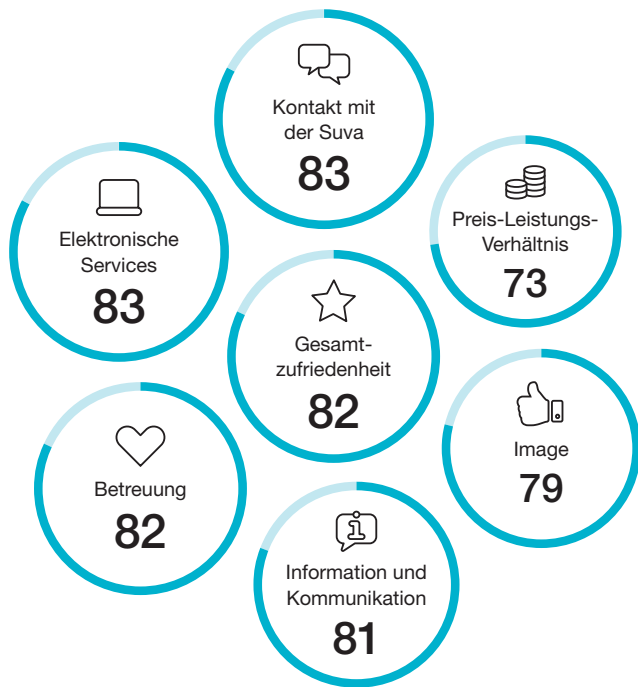 Kontakt mit
der Suva
83
Elektronische
Services
83
Preis-Leistungs-
Verhältnis
73
Gesamt-
zufriedenheit
82
Image
79
Betreuung
82
Information und
Kommunikation
81